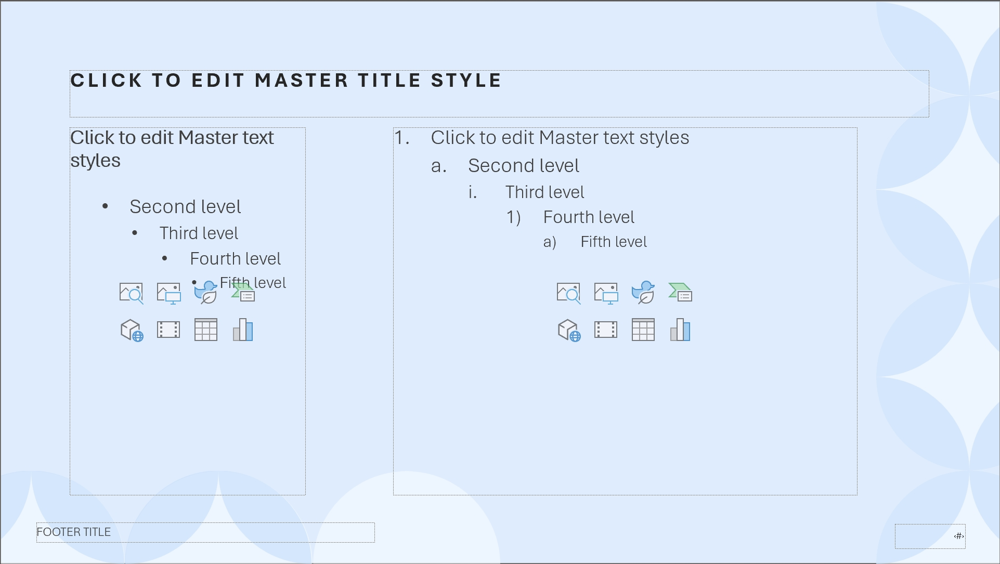 CLICK TO EDIT MASTER TITLE STYLE
Click to edit Master text
styles
• Second level
• Third level
• Fourth level
• Fifth level
1. Click to edit Master text styles
a. Second level
i. Third level
1) Fourth level
a) Fifth level
FOOTER TITLE
‹#›